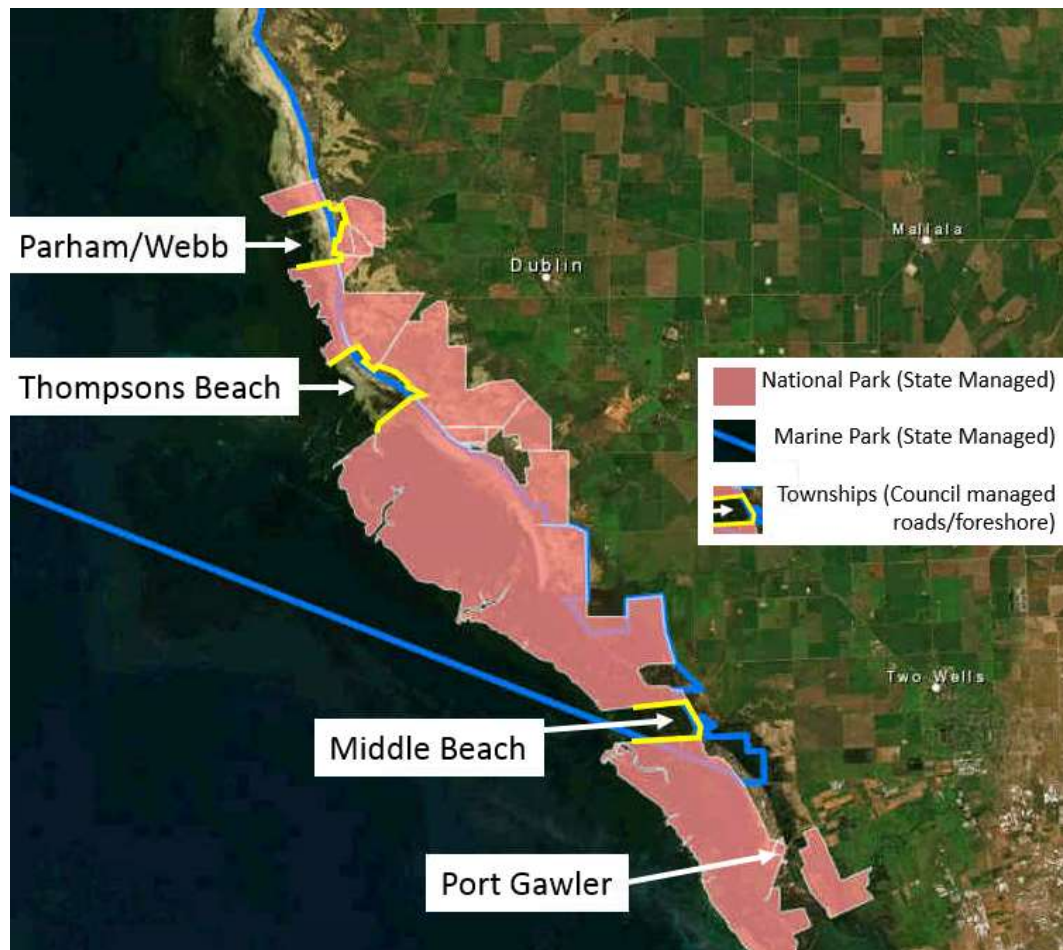 Mallala
Parham/Webb
Dublin
Thompsons Beach
National Park (State Managed)
Marine Park (State Managed)
Townships (Council managed
roads/foreshore)
Two Wells
Middle Beach
Port Gawler